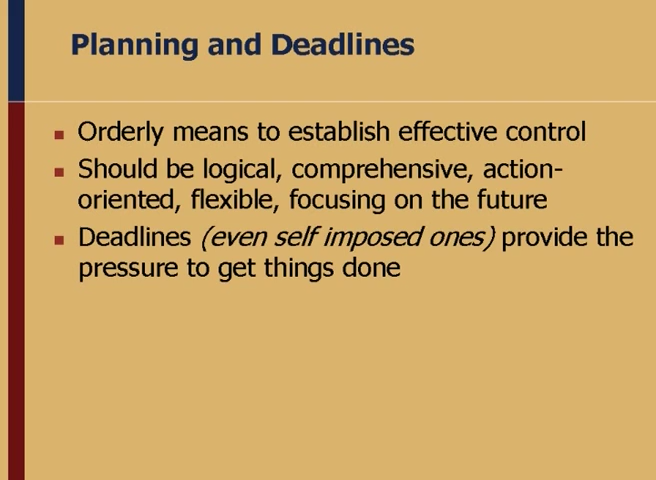 Planning and Deadlines
Orderly means to establish effective control
Should be logical, comprehensive, action-
oriented, flexible, focusing on the future
Deadlines (even self imposed ones) provide the
pressure to get things done